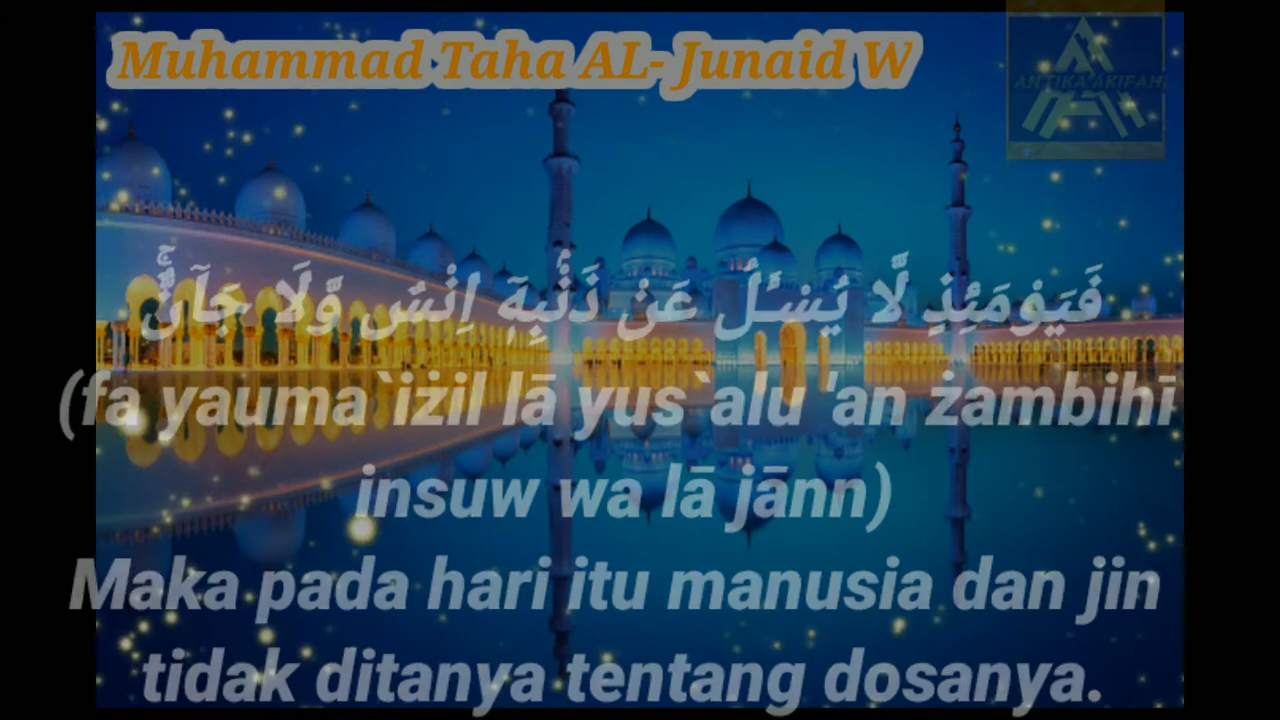 Muhammad Taha AL- Junaid W
ANTIKA AKIFAH
فَيَوْمَئِذٍ لَّا يُسْـَٔلُ عَنْ ذَنْۢبِهٖٓ اِنْسٌ وَّلَا جَاۤنٌّۚ
(fa yauma`iżil lā yus`alu 'an żambihī
insuw wa lā jānn)
Maka pada hari itu manusia dan jin
tidak ditanya tentang dosanya.